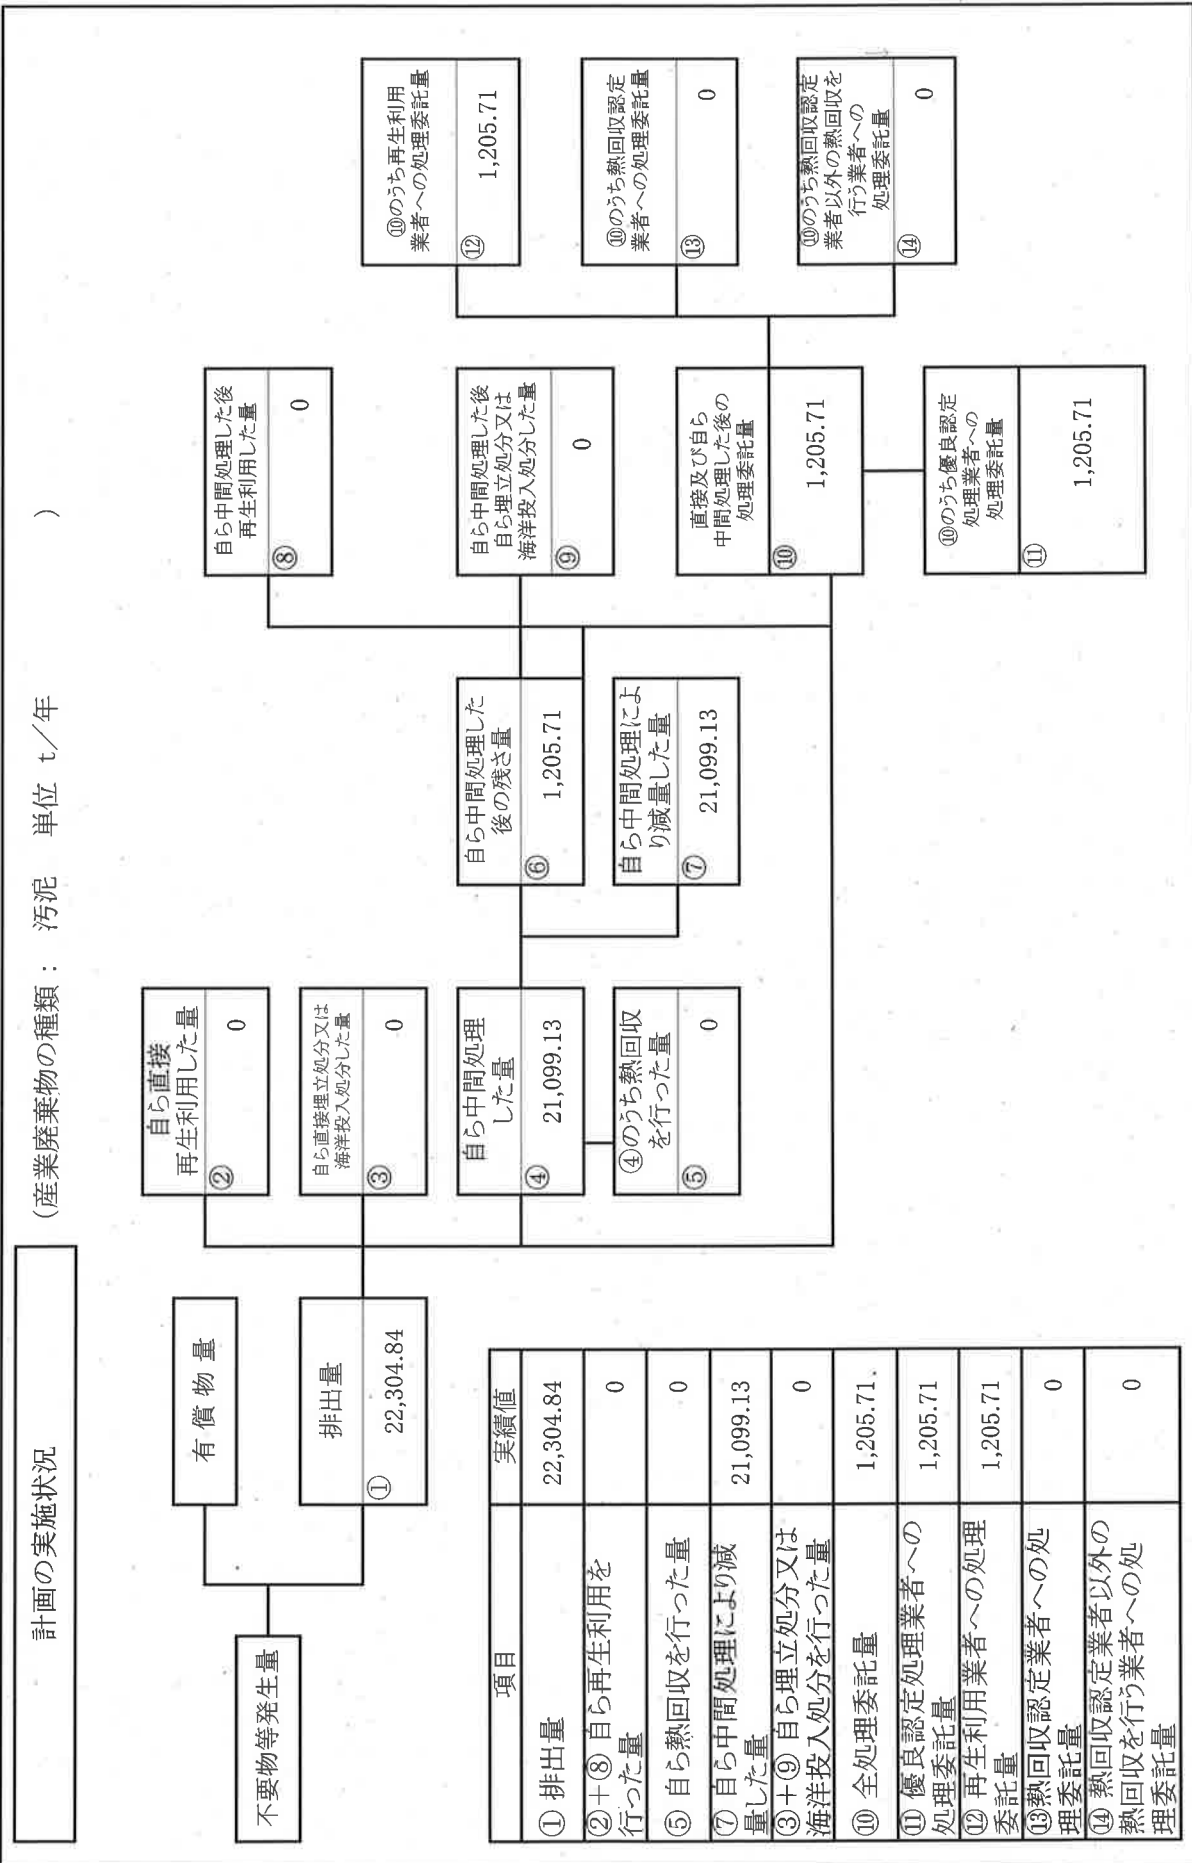 計画の実施状況
(産業廃棄物の種類： 汚泥 単位 t／年 )
不要物等発生量
有 償 物 量
排出量
①
22,304.84
自ら直接
再生利用した量
②
0
自ら直接埋立処分又は
海洋投入処分した量
③
0
自ら中間処理
した量
④
21,099.13
④のうち熱回収
を行った量
⑤
0
自ら中間処理した
後の残さ量
⑥
1,205.71
自ら中間処理によ
り減量した量
⑦
21,099.13
自ら中間処理した後
再生利用した量
⑧
0
自ら中間処理した後
自ら埋立処分又は
海洋投入処分した量
⑨
0
直接及び自ら
中間処理した後の
処理委託量
⑩
1,205.71
⑩のうち優良認定
処理業者への
処理委託量
⑪
1,205.71
⑩のうち再生利用
業者への処理委託量
⑫
1,205.71
⑩のうち熱回収認定
業者への処理委託量
⑬
0
⑩のうち熱回収認定
業者以外の熱回収を
行う業者への
処理委託量
⑭
0
項目 実績値
① 排出量 22,304.84
②＋⑧ 自ら再生利用を
行った量 0
⑤ 自ら熱回収を行った量 0
⑦ 自ら中間処理により減
量した量 21,099.13
③＋⑨ 自ら埋立処分又は
海洋投入処分を行った量 0
⑩ 全処理委託量 1,205.71
⑪ 優良認定処理業者への
処理委託量 1,205.71
⑫ 再生利用業者への処理
委託量 1,205.71
⑬熱回収認定業者への処
理委託量 0
⑭ 熱回収認定業者以外の
熱回収を行う業者への処
理委託量 0